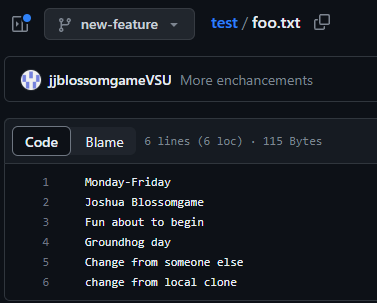 new-feature test / foo.txt
jjblossomgameVSU More enchancements
Code Blame 6 lines (6 loc) · 115 Bytes
1 Monday-Friday
2 Joshua Blossomgame
3 Fun about to begin
4 Groundhog day
5 Change from someone else
6 change from local clone